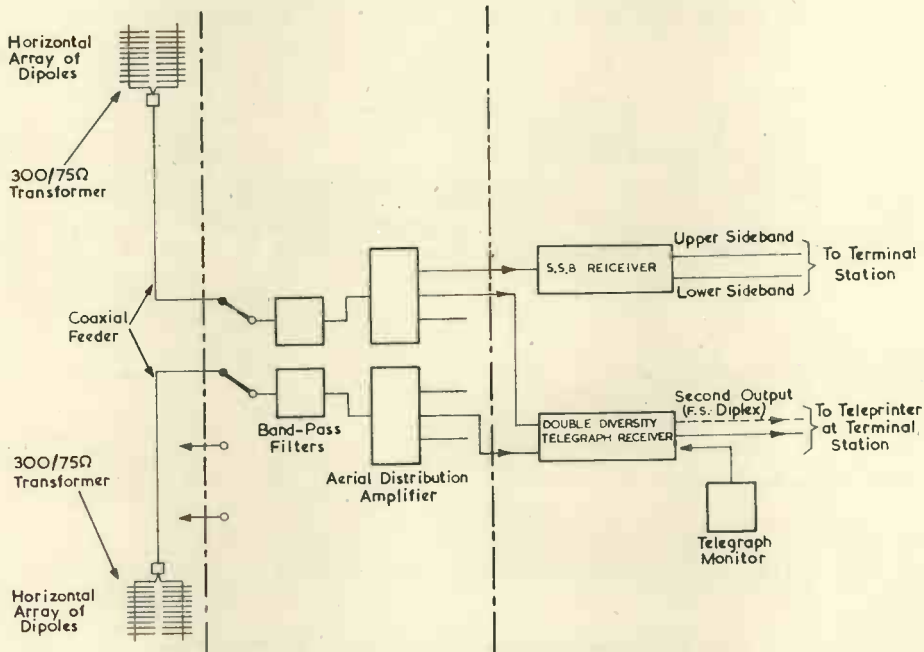 Horizontal
Array of
Dipoles
300/75Ω
Transformer
Coaxial
Feeder
300/75Ω
Transformer
Horizontal
Array of
Dipoles
Band-Pass
Filters
Aerial Distribution
Amplifier
S.S.B REICEIVER
Upper Sideband
Lower Sideband
To Terminal
Station
DOUBLE DIVERSITY
TELEGRAPH RECEIVER
Second Output
(F.S. Diplex)
To Teleprinter
at Terminal
Station
Telegraph
Monitor